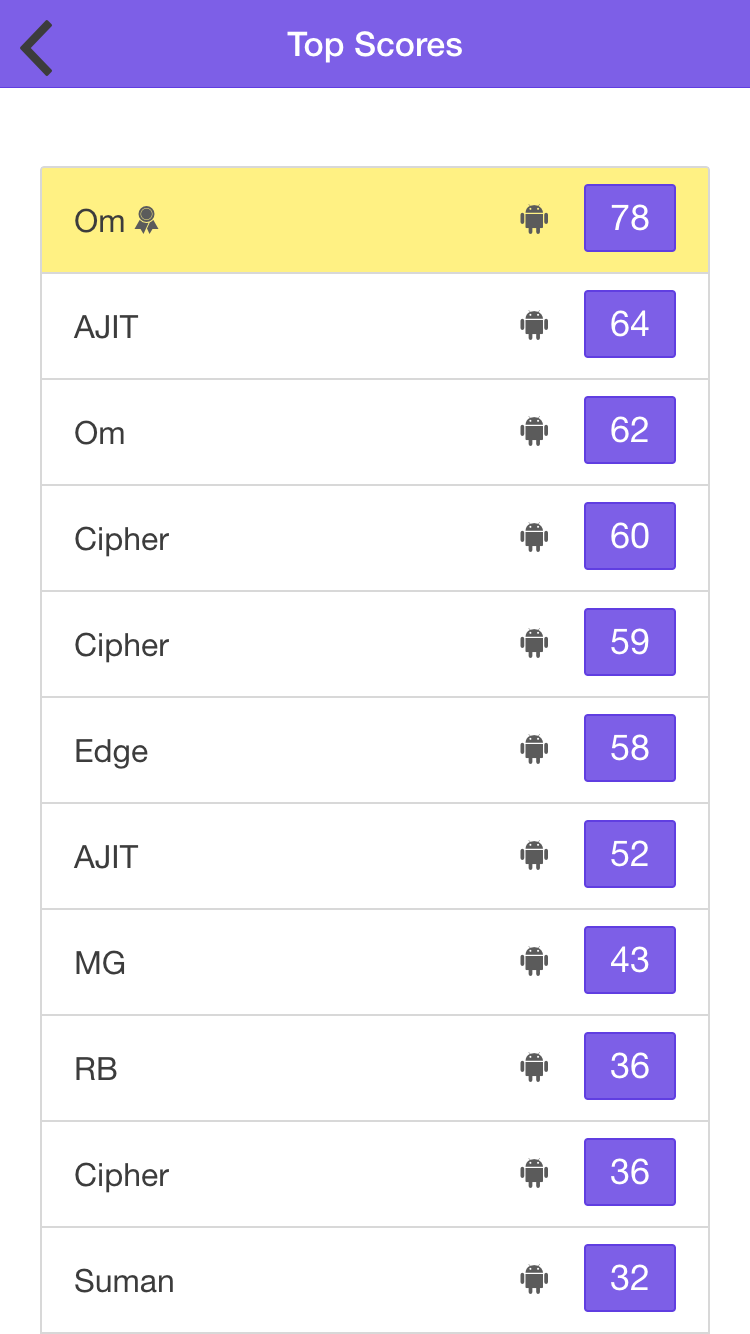 Top Scores
Om 78
AJIT 64
Om 62
Cipher 60
Cipher 59
Edge 58
AJIT 52
MG 43
RB 36
Cipher 36
Suman 32